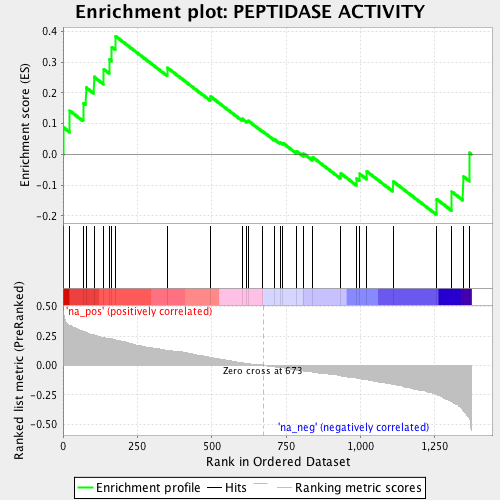 Enrichment plot: PEPTIDASE ACTIVITY
Enrichment score (ES)
0.4
0.3
0.2
0.1
0.0
-0.1
-0.2
'na_pos' (positively correlated)
Ranked list metric (PreRanked)
0.50
0.25
0.00
-0.25
-0.50
Zero cross at 673
'na_neg' (negatively correlated)
0
250
500
750
1,000
1,250
Rank in Ordered Dataset
Enrichment profile
Hits
Ranking metric scores